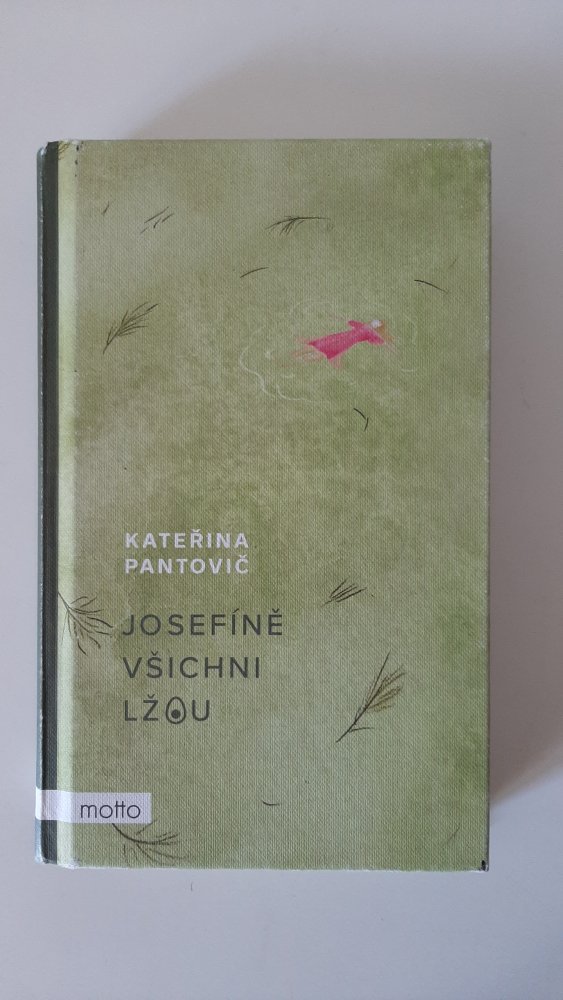 KATEŘINA
PANTOVIČ
JOSEFÍNĚ
VŠICHNI
LŽOU
motto